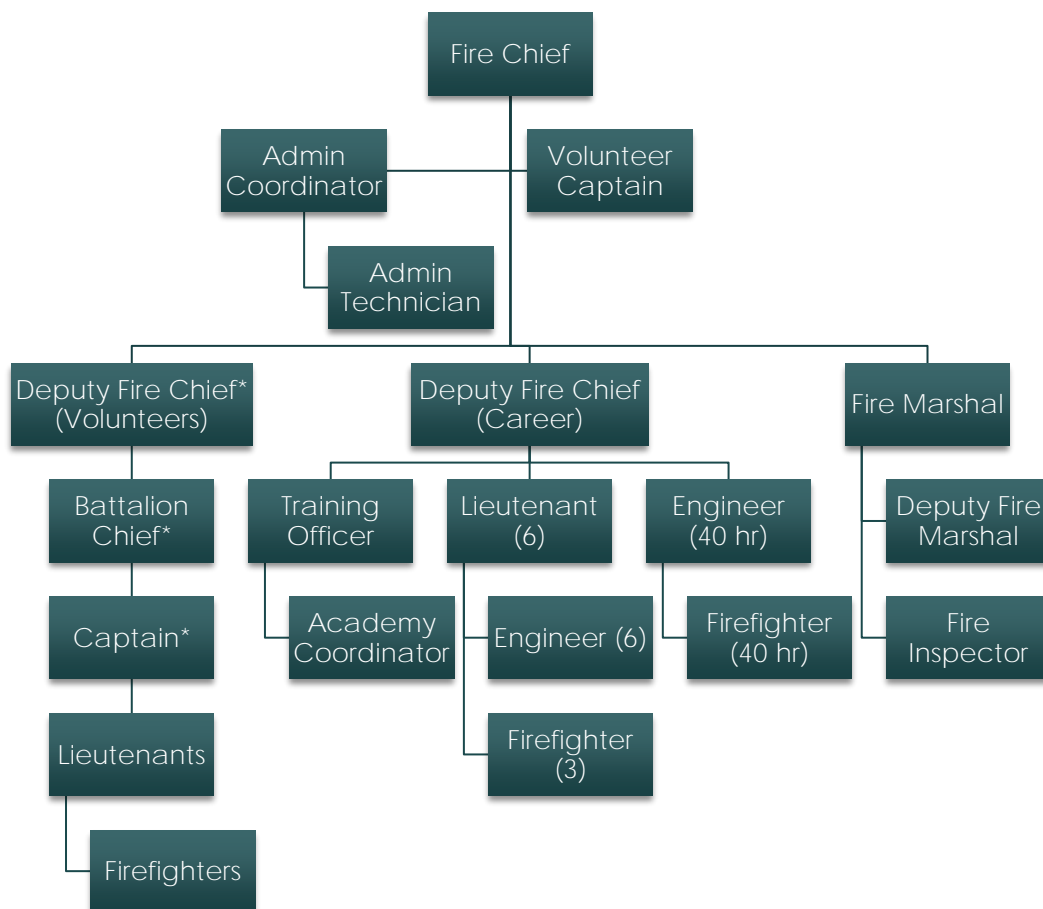 Fire Chief
Admin
Coordinator
Volunteer
Captain
Admin
Technician
Deputy Fire Chief*
(Volunteers)
Deputy Fire Chief
(Career)
Fire Marshal
Battalion
Chief*
Training
Officer
Lieutenant
(6)
Engineer
(40 hr)
Deputy Fire
Marshal
Captain*
Academy
Coordinator
Engineer (6)
Firefighter
(40 hr)
Fire
Inspector
Lieutenants
Firefighter
(3)
Firefighters